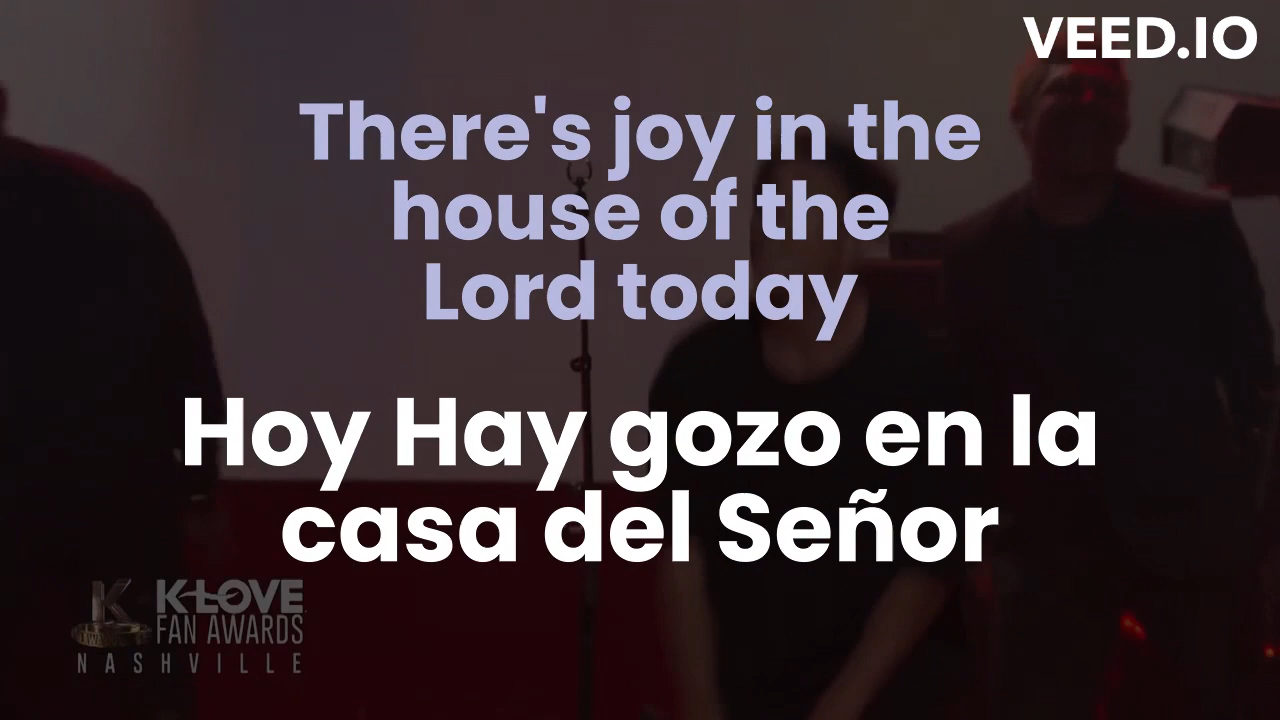 VEED.IO
There's joy in the
house of the
Lord today
Hoy Hay gozo en la
casa del Señor
K-LOVE
FAN AWARDS
NASHVILLE